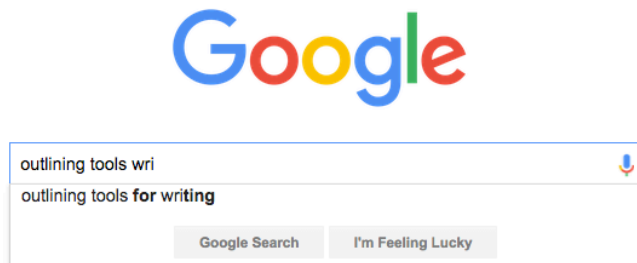 Google
outlining tools wri
outlining tools for writing
Google Search I'm Feeling Lucky